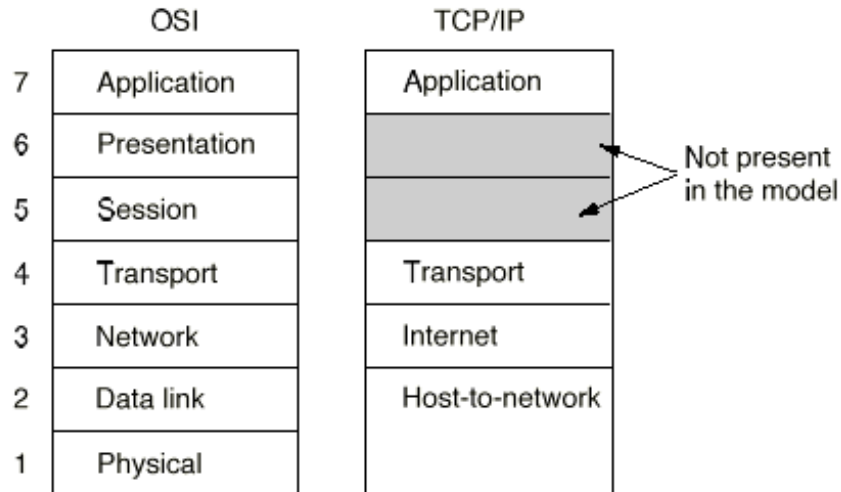 OSI TCP/IP
7 Application Application
6 Presentation
Not present
in the model
5 Session
4 Transport Transport
3 Network Internet
2 Data link Host-to-network
1 Physical